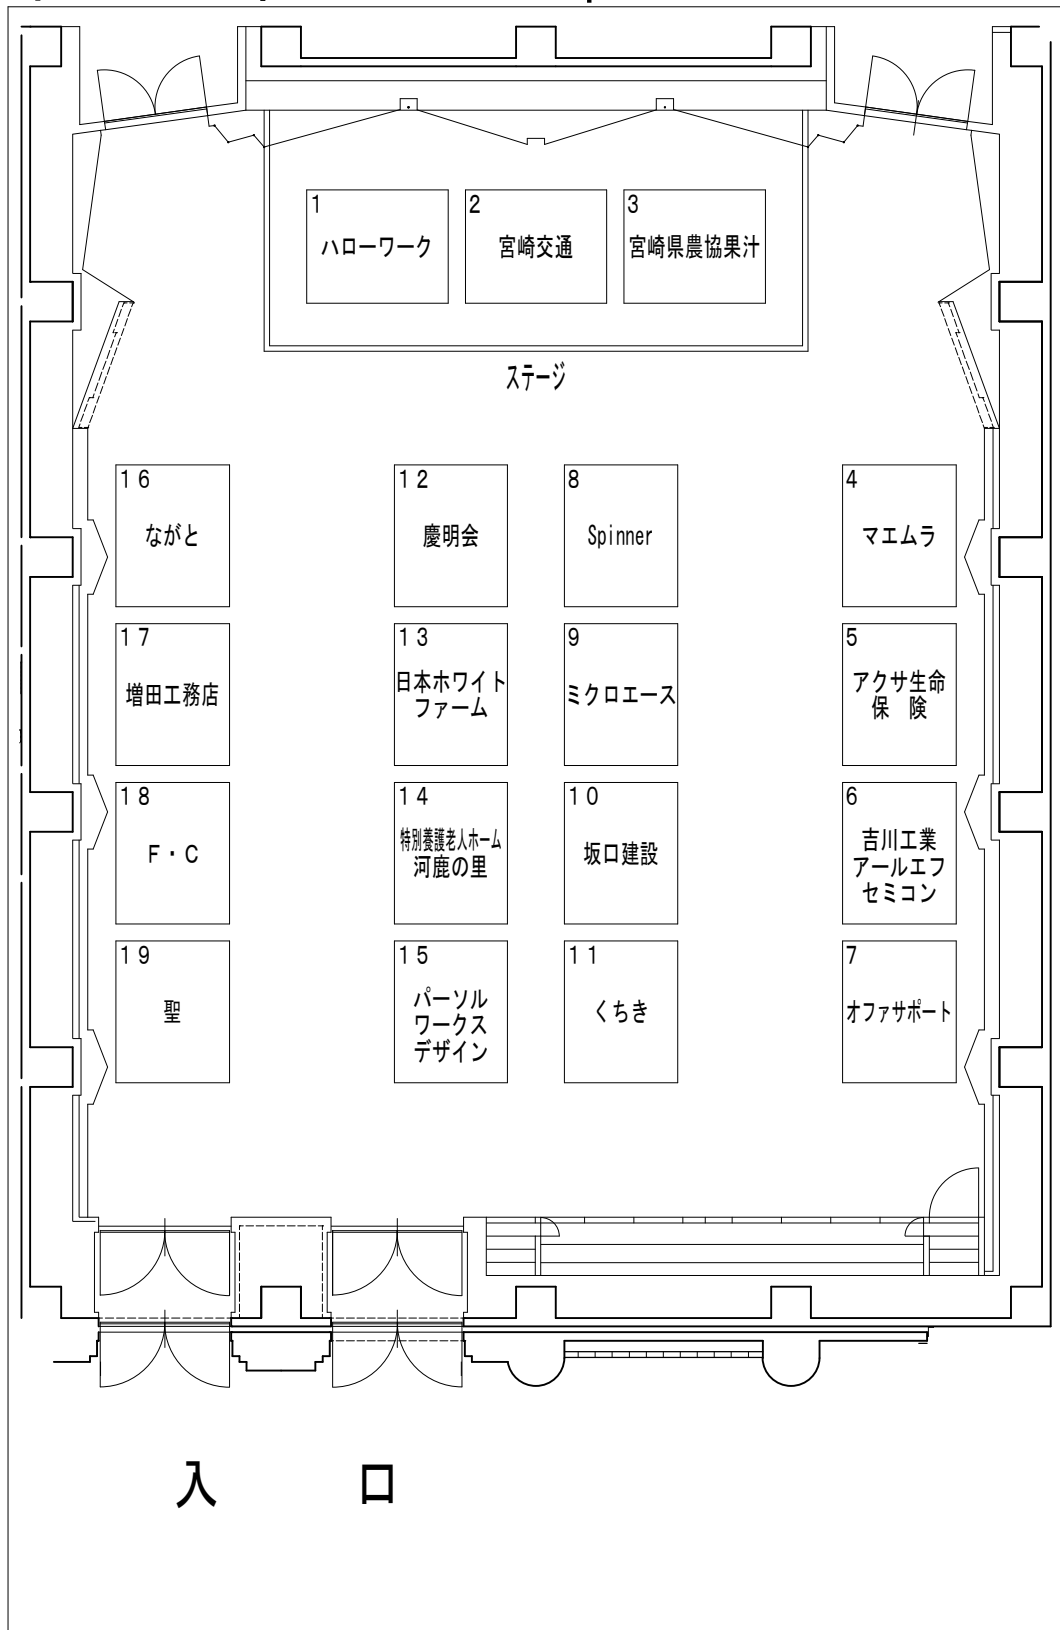 1
ハローワーク
2
宮崎交通
3
宮崎県農協果汁
ステージ
16
ながと
12
慶明会
8
Spinner
4
マエムラ
17
増田工務店
13
日本ホワイト
ファーム
9
ミクロエース
5
アクサ生命
保 険
18
F・C
14
特別養護老人ホーム
河鹿の里
10
坂口建設
6
吉川工業
アールエフ
セミコン
19
聖
15
パーソル
ワークス
デザイン
11
くちき
7
オファサポート
入 口